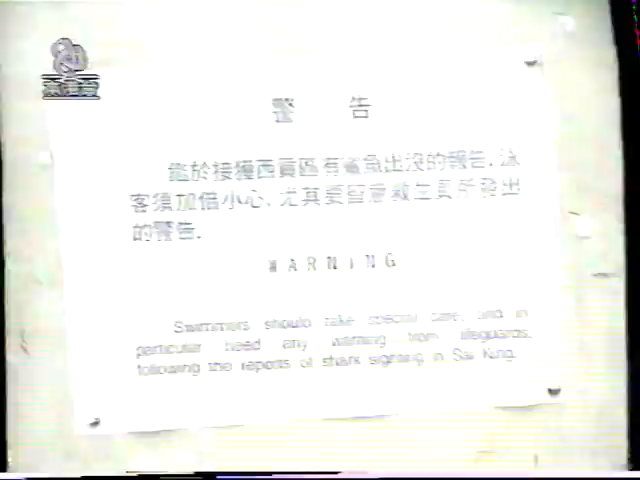 警 告
鑑於接獲西貢區有鯊魚出沒的報告,泳
客須加倍小心,尤其要留意救生員所發出
的警告.
WARNING
Swimmers should take special care, and in
particular heed any warning from lifeguards,
following the reports of shark sighting in Sai Kung.